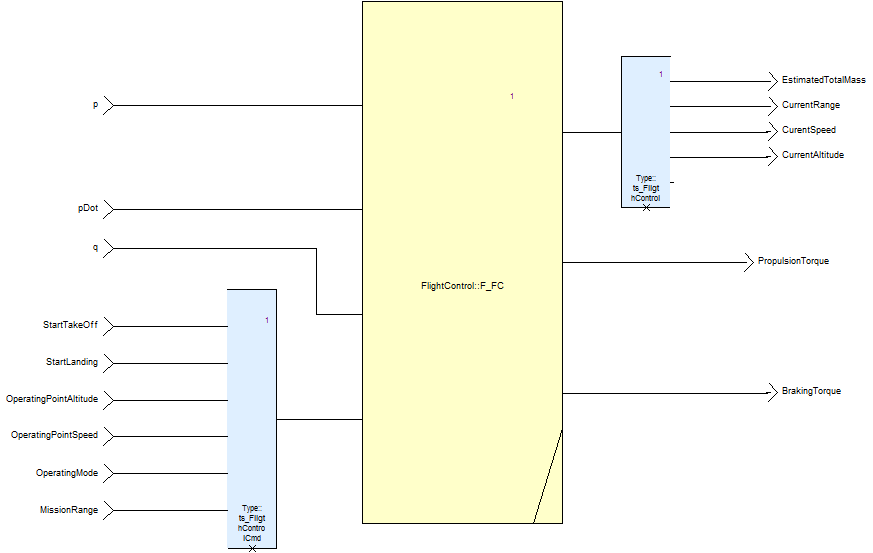 1
EstimatedTotalMass
1
p
CurrentRange
CurentSpeed
CurrentAltitude
Type::
ts_Fligt
hControl
pDot
q
PropulsionTorque
FlightControl::F_FC
1
StartTakeOff
StartLanding
OperatingPointAltitude
OperatingPointSpeed
OperatingMode
MissionRange
BrakingTorque
Type::
ts_Fligt
hContro
lCmd